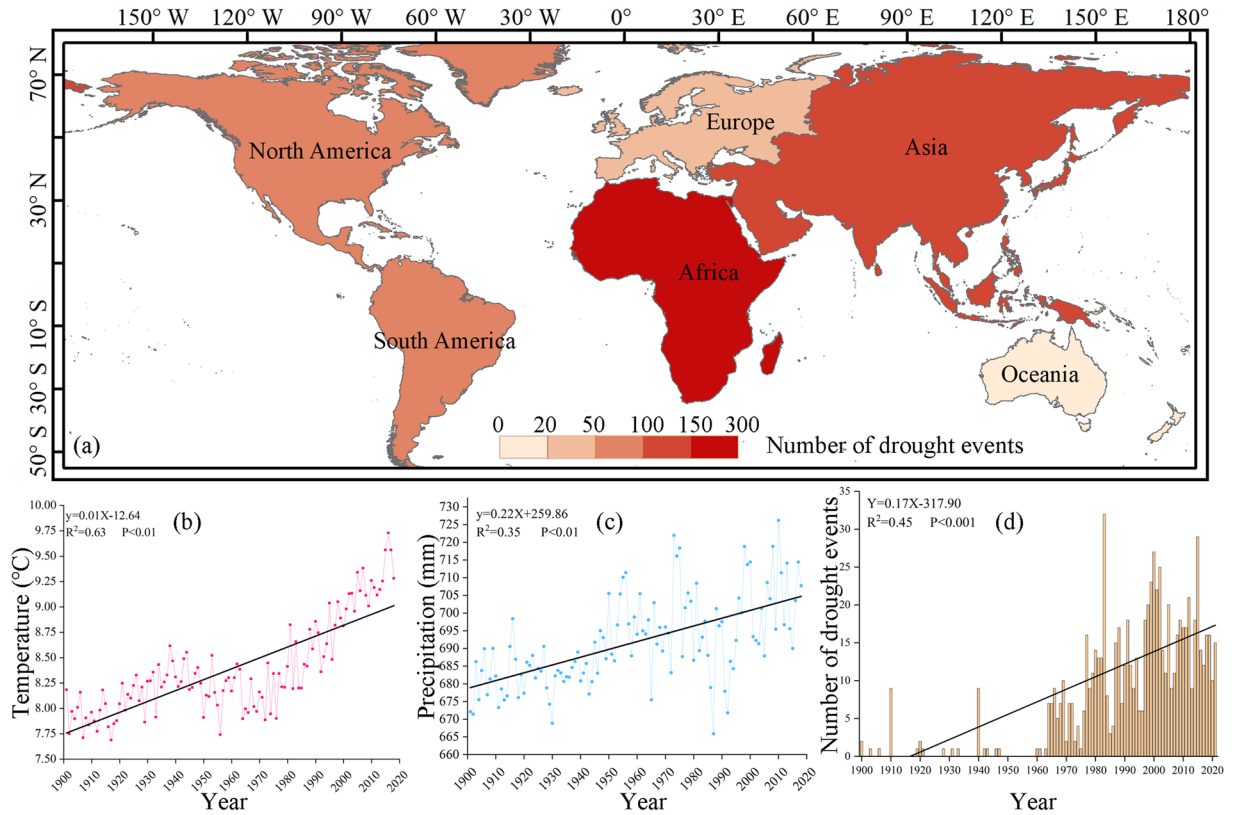 150° W 120° W 90° W 60° W 30° W 0° 30° E 60° E 90° E 120° E 150° E 180°
70° N
30° N
10° S
30° S
50° S
North America
South America
Europe
Asia
Africa
Oceania
(a)
0 20 50 100 150 300
Number of drought events
(b)
y=0.01X-12.64
R²=0.63 P<0.01
Temperature (°C)
10.00
9.75
9.50
9.25
9.00
8.75
8.50
8.25
8.00
7.75
7.50
1900 1910 1920 1930 1940 1950 1960 1970 1980 1990 2000 2010 2020
Year
(c)
y=0.22X+259.86
R²=0.35 P<0.01
Precipitation (mm)
730
725
720
715
710
705
700
695
690
685
680
675
670
665
660
1900 1910 1920 1930 1940 1950 1960 1970 1980 1990 2000 2010 2020
Year
(d)
Y=0.17X-317.90
R²=0.45 P<0.001
Number of drought events
35
30
25
20
15
10
5
0
1900 1910 1920 1930 1940 1950 1960 1970 1980 1990 2000 2010 2020
Year